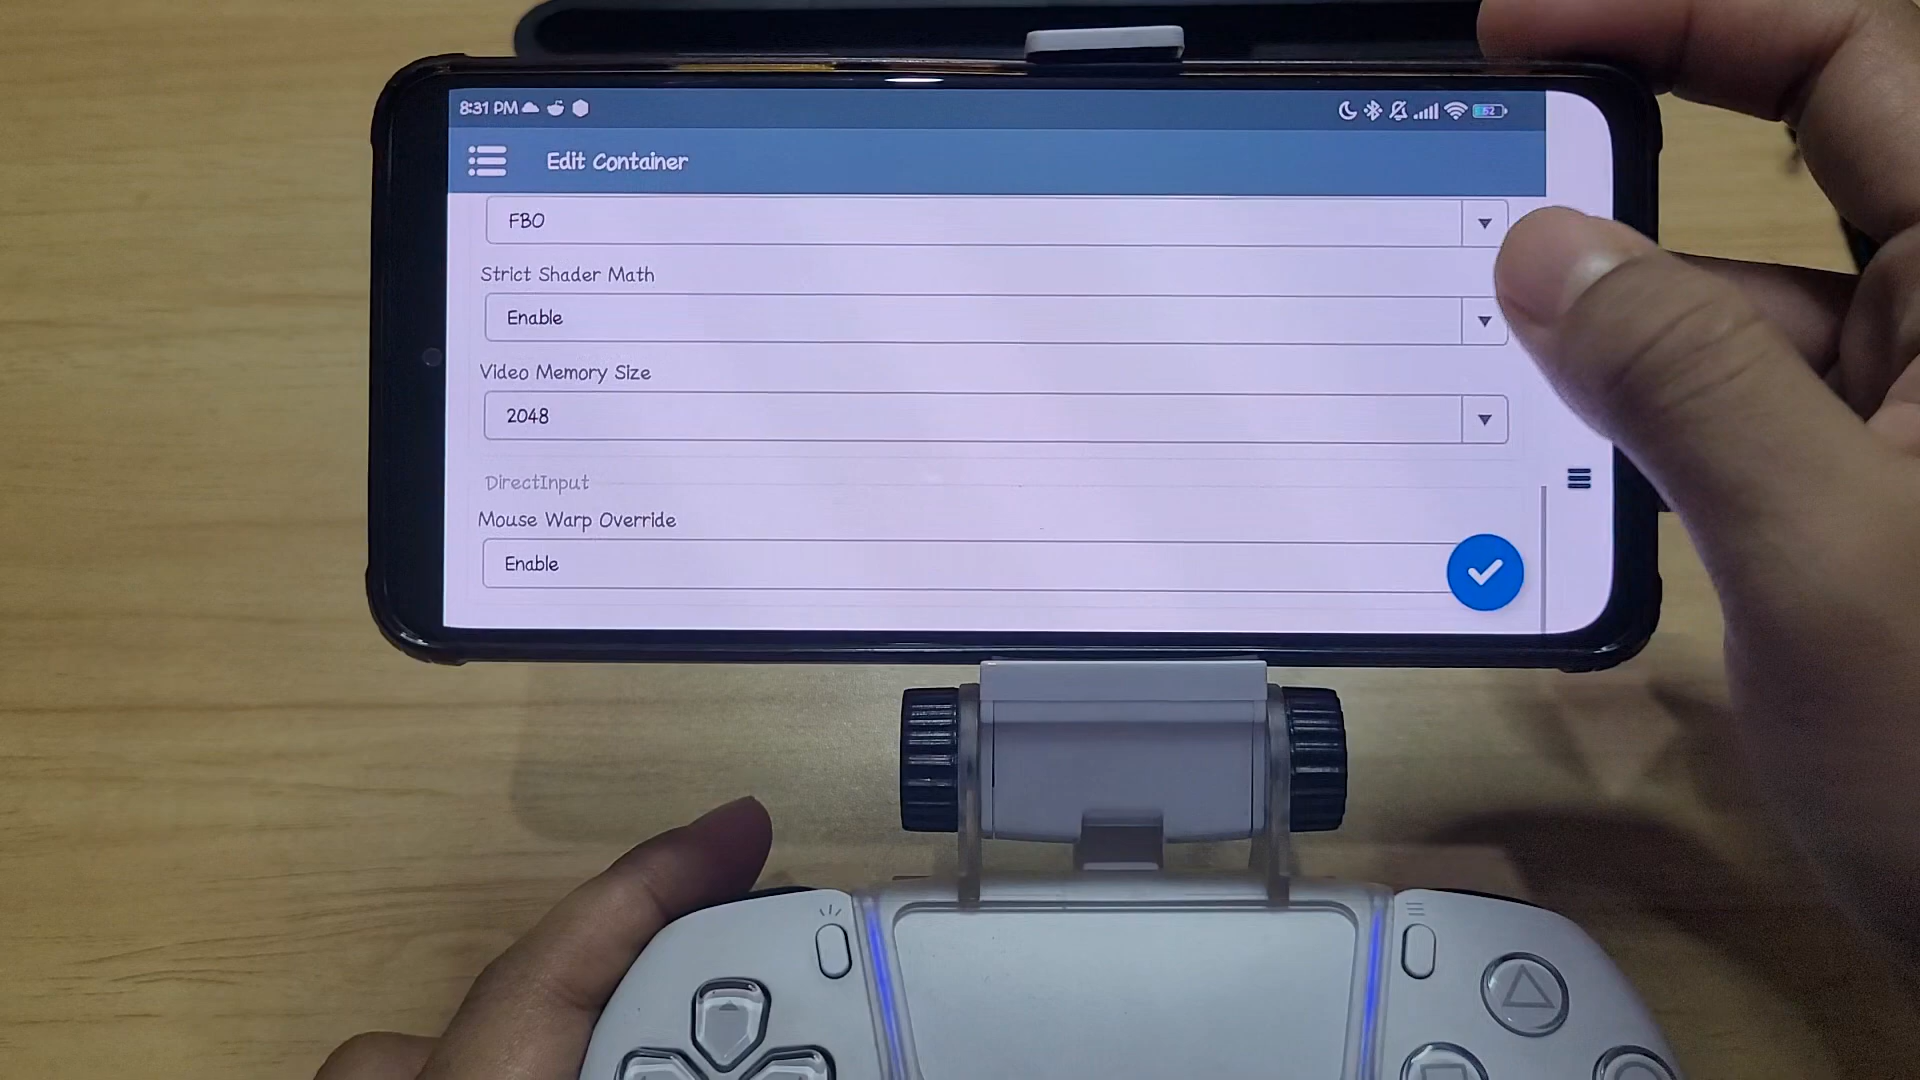 8:31 PM
52
Edit Container
FBO
Strict Shader Math
Enable
Video Memory Size
2048
DirectInput
Mouse Warp Override
Enable